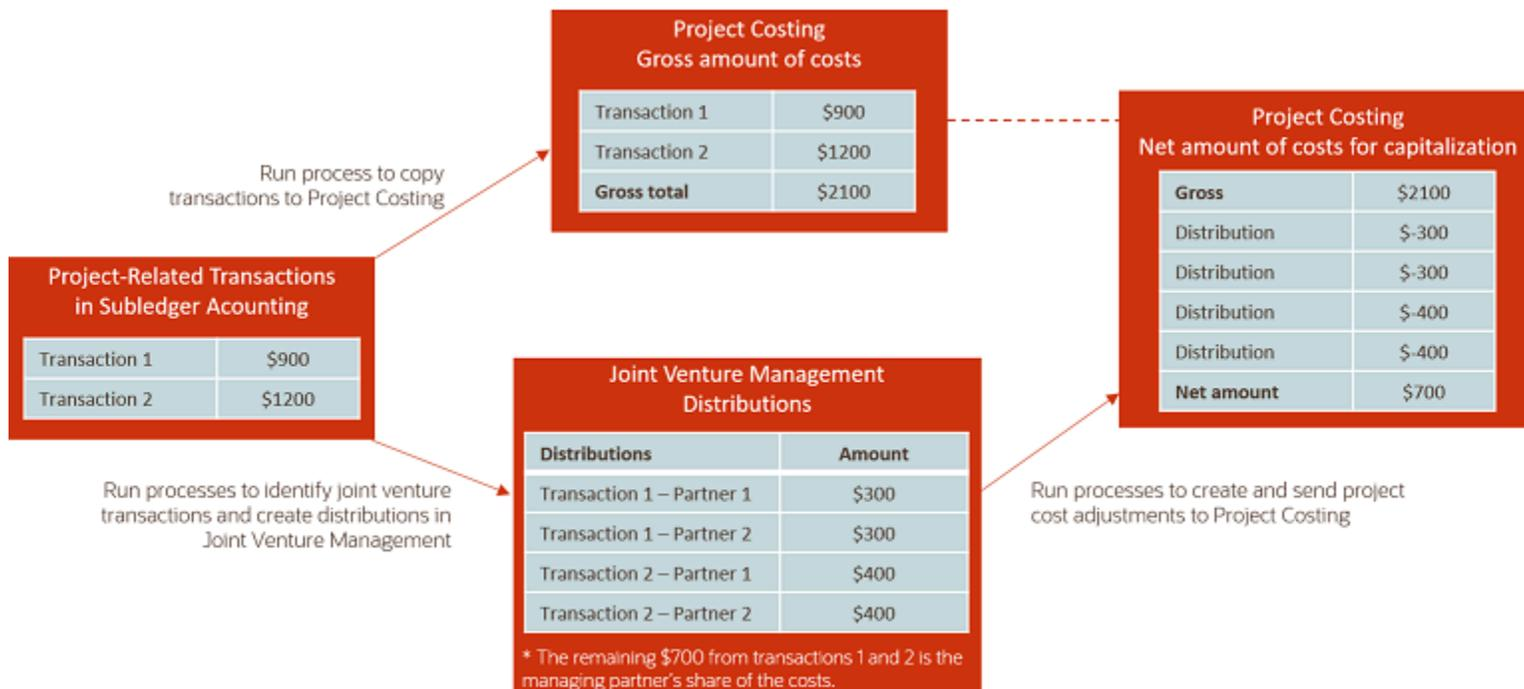 Project Costing
Gross amount of costs
Transaction 1 $900
Transaction 2 $1200
Gross total $2100
Project Costing
Net amount of costs for capitalization
Gross $2100
Distribution $-300
Distribution $-300
Distribution $-400
Distribution $-400
Net amount $700
Run process to copy
transactions to Project Costing
Project-Related Transactions
in Subledger Acounting
Transaction 1 $900
Transaction 2 $1200
Run processes to identify joint venture
transactions and create distributions in
Joint Venture Management
Joint Venture Management
Distributions
Distributions Amount
Transaction 1 – Partner 1 $300
Transaction 1 – Partner 2 $300
Transaction 2 – Partner 1 $400
Transaction 2 – Partner 2 $400
* The remaining $700 from transactions 1 and 2 is the
managing partner's share of the costs.
Run processes to create and send project
cost adjustments to Project Costing